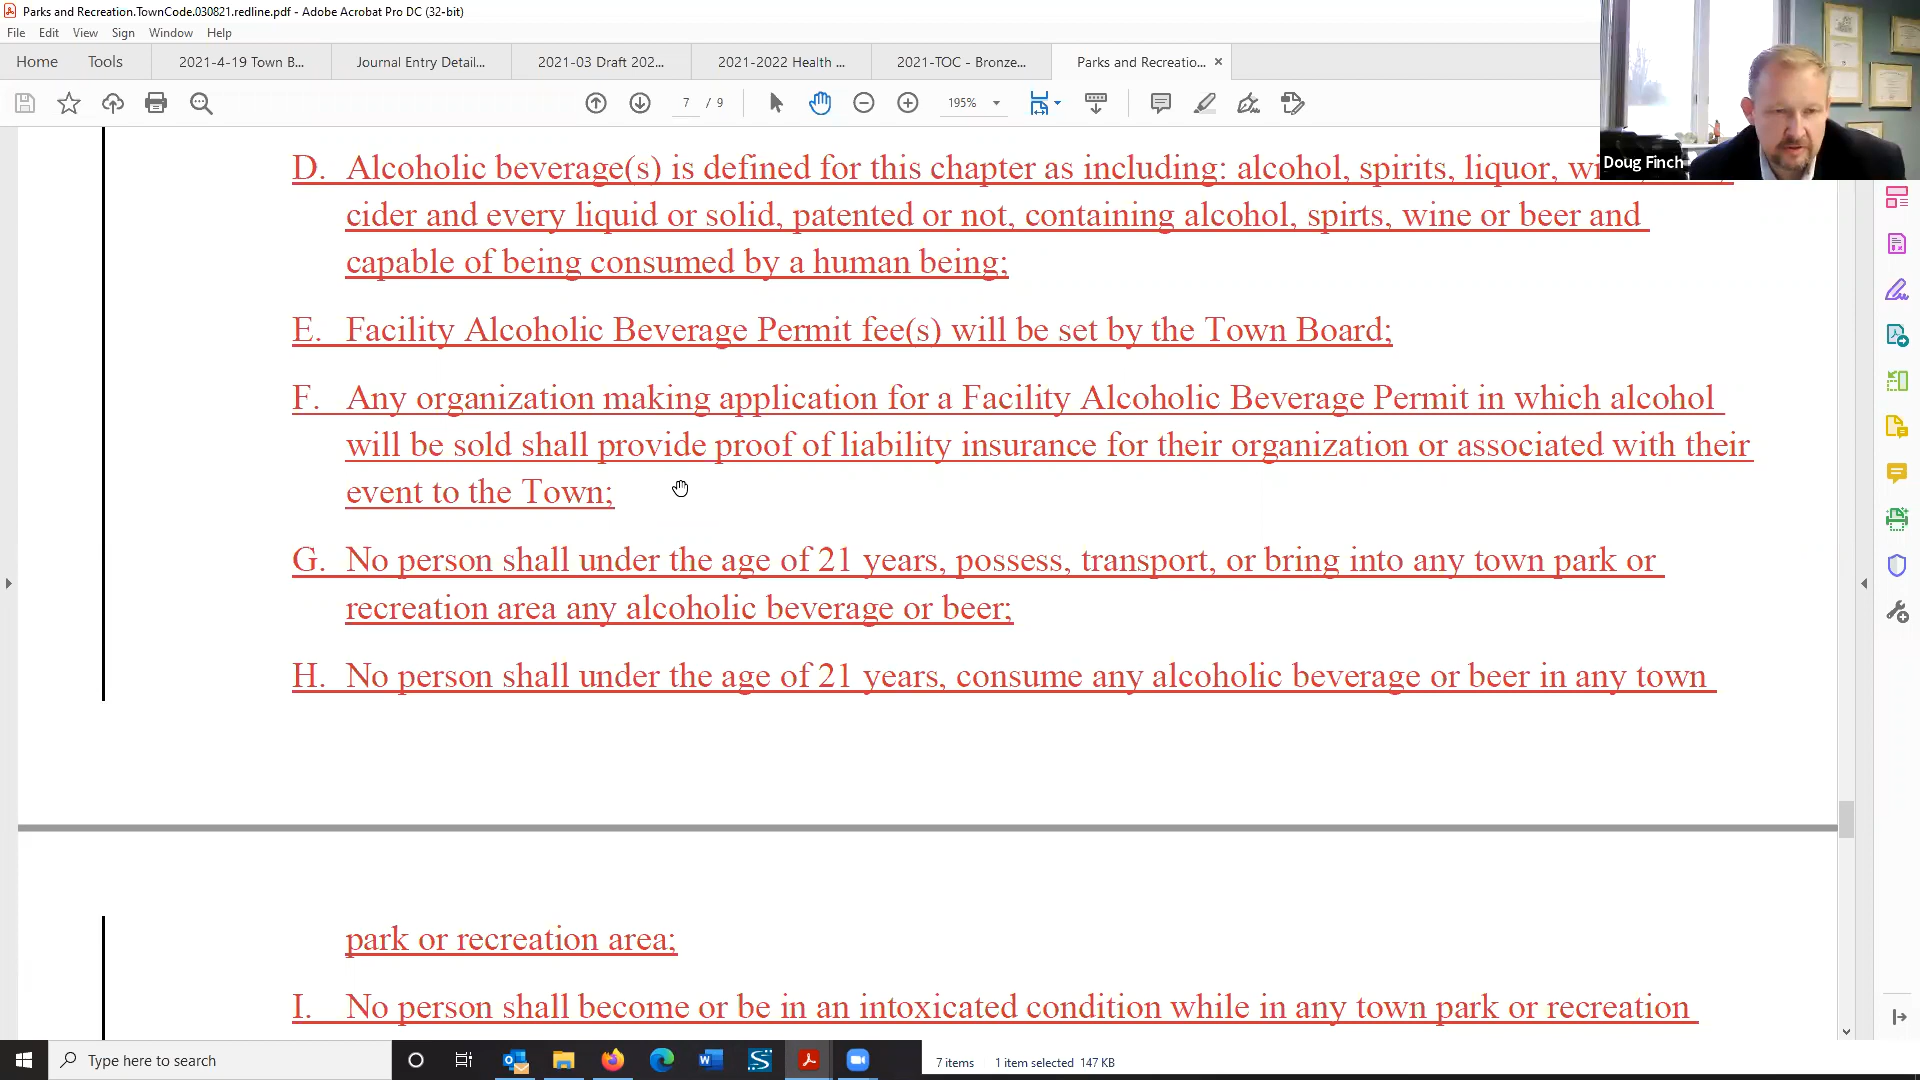 Parks and Recreation.TownCode.030821.redline.pdf - Adobe Acrobat Pro DC (32-bit)
File Edit View Sign Window Help
Home Tools 2021-4-19 Town B... Journal Entry Detail... 2021-03 Draft 202... 2021-2022 Health ... 2021-TOC - Bronze... Parks and Recreatio... ×
7 / 9 195%
Doug Finch
D. Alcoholic beverage(s) is defined for this chapter as including: alcohol, spirits, liquor,
cider and every liquid or solid, patented or not, containing alcohol, spirts, wine or beer and
capable of being consumed by a human being;
E. Facility Alcoholic Beverage Permit fee(s) will be set by the Town Board;
F. Any organization making application for a Facility Alcoholic Beverage Permit in which alcohol
will be sold shall provide proof of liability insurance for their organization or associated with their
event to the Town;
G. No person shall under the age of 21 years, possess, transport, or bring into any town park or
recreation area any alcoholic beverage or beer;
H. No person shall under the age of 21 years, consume any alcoholic beverage or beer in any town
park or recreation area;
I. No person shall become or be in an intoxicated condition while in any town park or recreation
Type here to search
7 items 1 item selected 147 KB